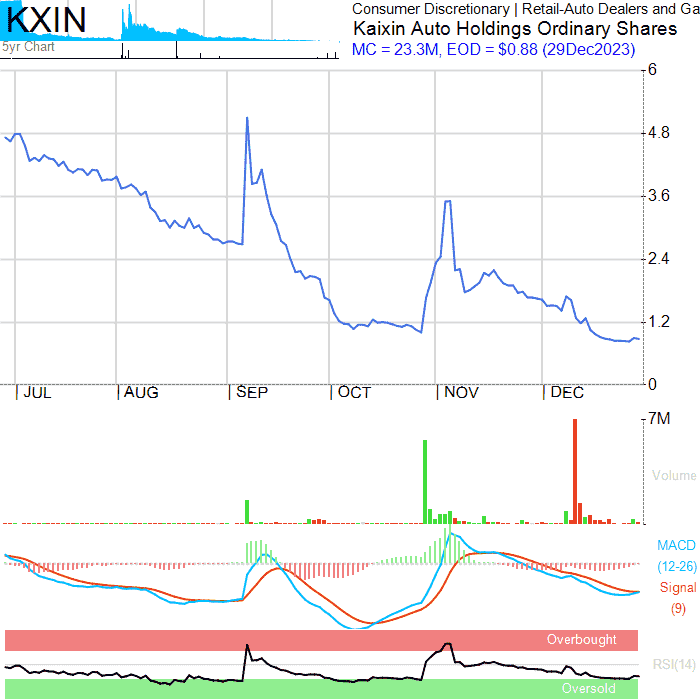 KXIN
5yr Chart
Consumer Discretionary | Retail-Auto Dealers and Ga
Kaixin Auto Holdings Ordinary Shares
MC = 23.3M, EOD = $0.88 (29Dec2023)
6
4.8
3.6
2.4
1.2
0
JUL AUG SEP OCT NOV DEC
7M
Volume
MACD
(12-26)
Signal
(9)
Overbought
RSI(14)
Oversold